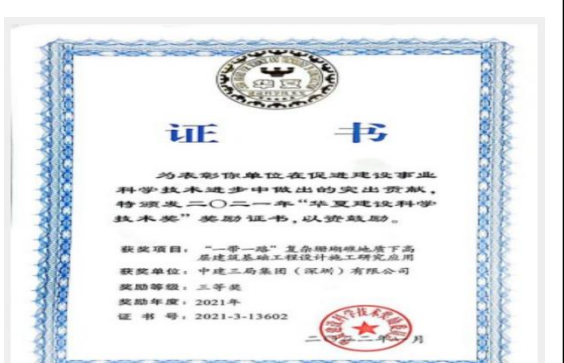 证 书
为表彰你单位在促进建设事业
科学技术进步中做出的突出贡献，
特颁发二〇二一年“华夏建设科学
技术奖”奖励证书，以资鼓励。
获奖项目：“一带一路”复杂珊瑚礁地质下高
层建筑基础工程设计施工研究应用
获奖单位：中建三局集团（深圳）有限公司
奖励等级：三等奖
奖励年度：2021年
证 书 号：2021-3-13602